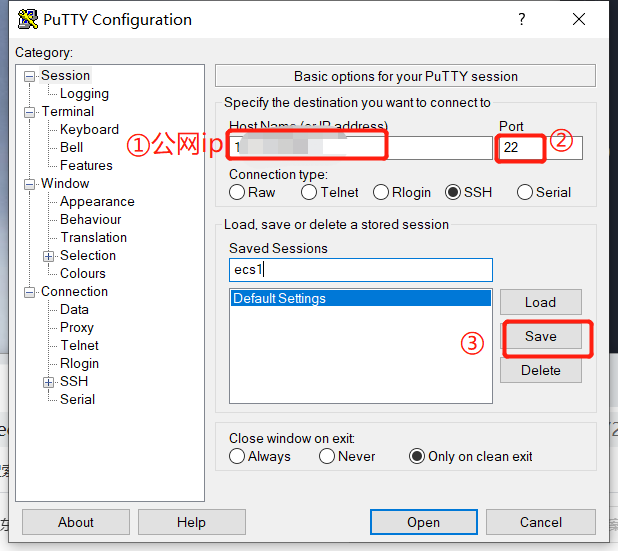 PuTTY Configuration
?
Category:
Session
Logging
Terminal
Keyboard
Bell
Features
Window
Appearance
Behaviour
Translation
Selection
Colours
Connection
Data
Proxy
Telnet
Rlogin
SSH
Serial
Basic options for your PuTTY session
Specify the destination you want to connect to
Host Name (or IP address) Port
①公网ip 1 22 ②
Connection type:
Raw Telnet Rlogin SSH Serial
Load, save or delete a stored session
Saved Sessions
ecs1
Default Settings
Load
③ Save
Delete
Close window on exit:
Always Never Only on clean exit
About Help Open Cancel